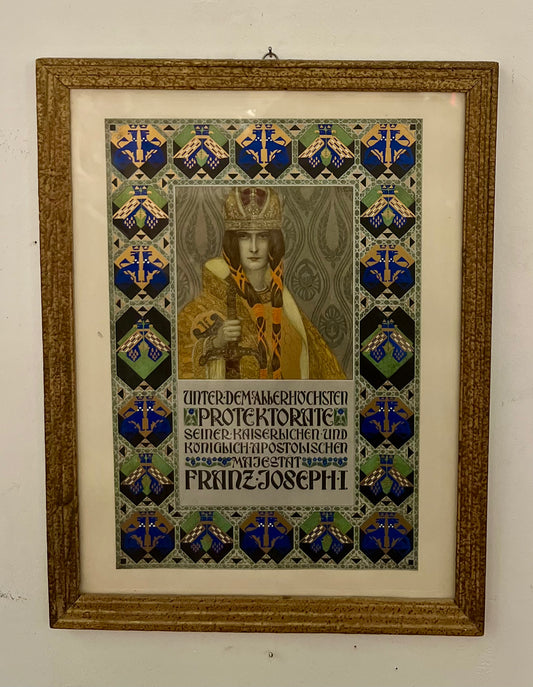 UNTER·DEM·ALLERHÖCHSTEN
PROTEKTORATE
SEINER·KAISERLICHEN·UND
KÖNIGLICH·APOSTOLISCHEN
MAJESTÄT
FRANZ·JOSEPH·I.